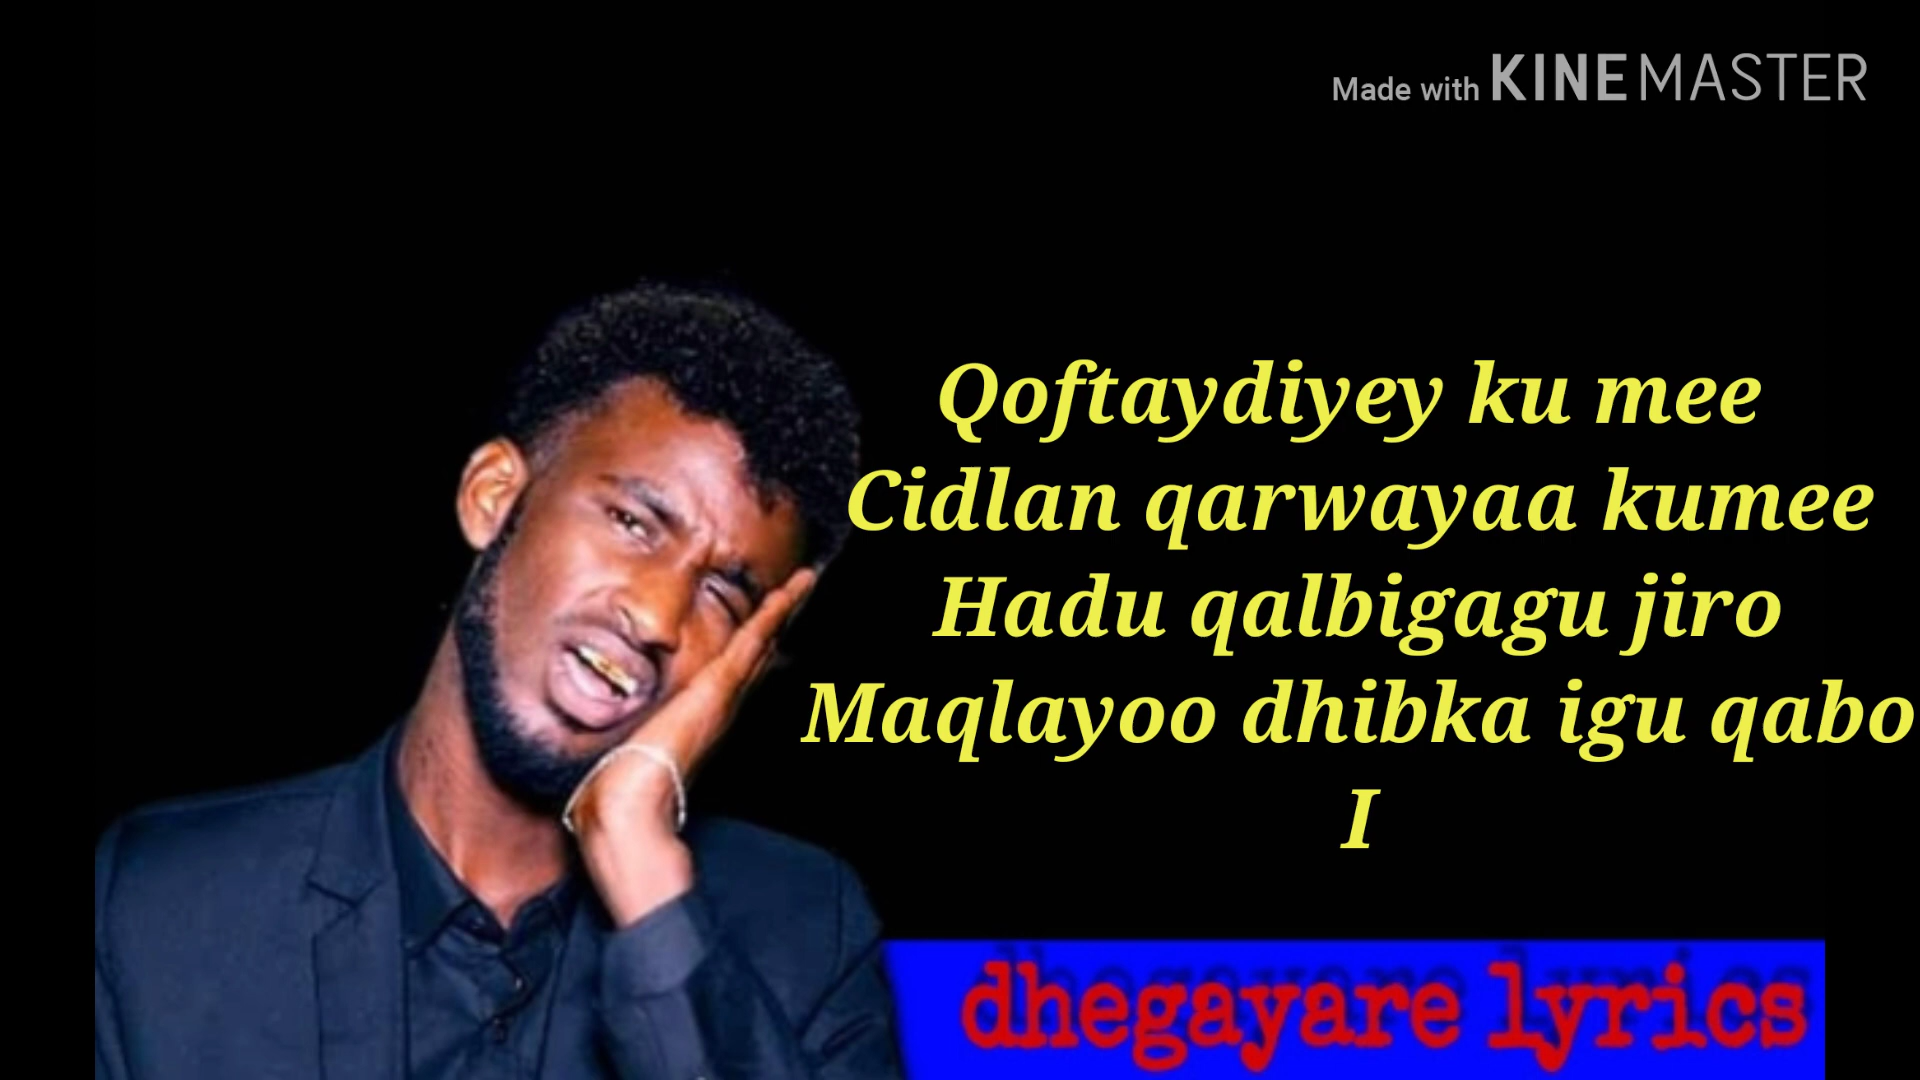 Made with KINEMASTER
Qoftaydiyey ku mee
Cidlan qarwayaa kumee
Hadu qalbigagu jiro
Maqlayoo dhibka igu qabo
I
dhegayare lyrics